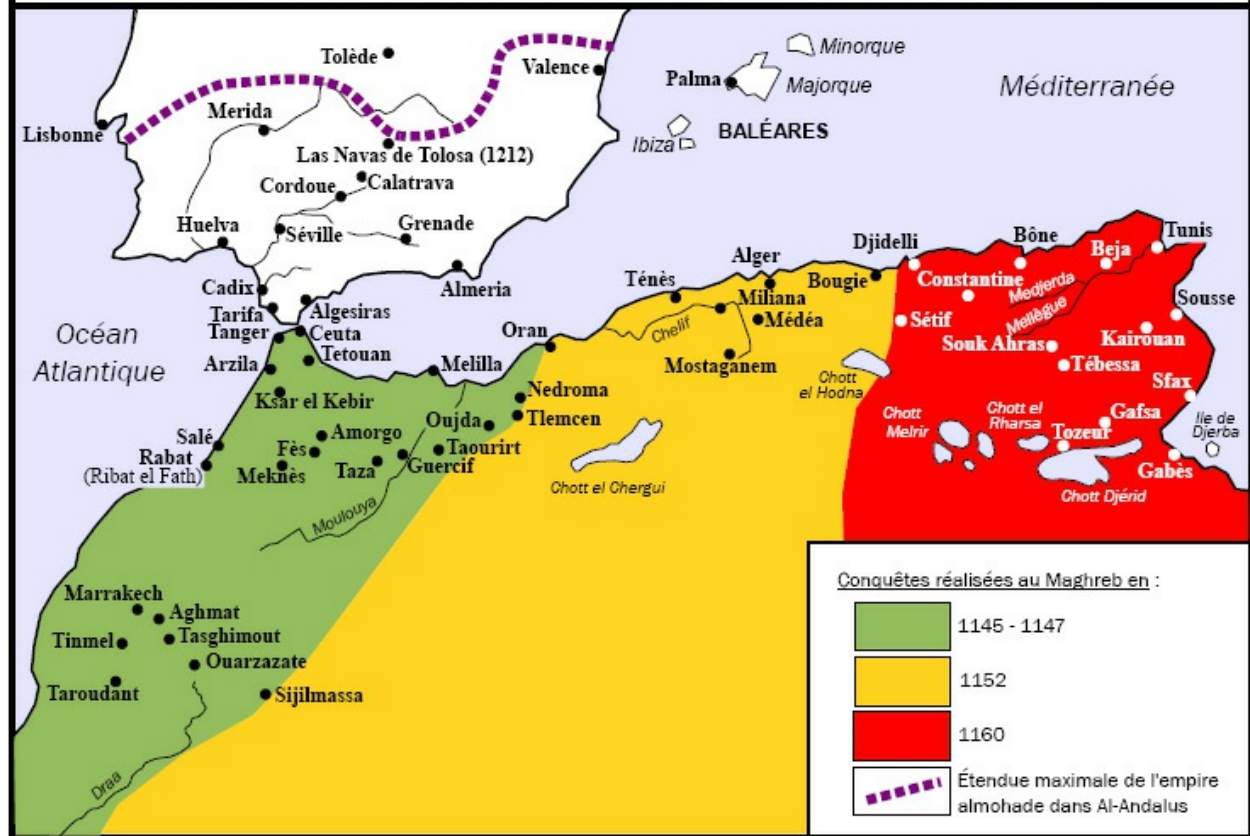 Tolède
Minorque
Valence
Palma
Majorque
Méditerranée
Lisbonne
Merida
Ibiza
BALÉARES
Las Navas de Tolosa (1212)
Cordoue
Calatrava
Huelva
Séville
Grenade
Almeria
Cadix
Tarifa
Algesiras
Tanger
Ceuta
Océan
Atlantique
Arzila
Tetouan
Melilla
Oran
Ténès
Alger
Bougie
Djidelli
Bône
Beja
Tunis
Constantine
Medjerda
Mellègue
Sousse
Chelif
Miliana
Médéa
Mostaganem
Sétif
Souk Ahras
Kairouan
Tébessa
Sfax
Chott
el Hodna
Ksar el Kebir
Nedroma
Tlemcen
Oujda
Salé
Amorgo
Fès
Taourirt
Rabat
(Ribat el Fath)
Meknès
Taza
Guercif
Chott el Chergui
Chott
Melrir
Chott el
Rharsa
Gafsa
Tozeur
Ile de
Djerba
Gabès
Chott Djérid
Moulouya
Marrakech
Aghmat
Tinmel
Tasghimout
Ouarzazate
Taroudant
Sijilmassa
Draa
Conquêtes réalisées au Maghreb en :
1145 - 1147
1152
1160
Étendue maximale de l'empire
almohade dans Al-Andalus